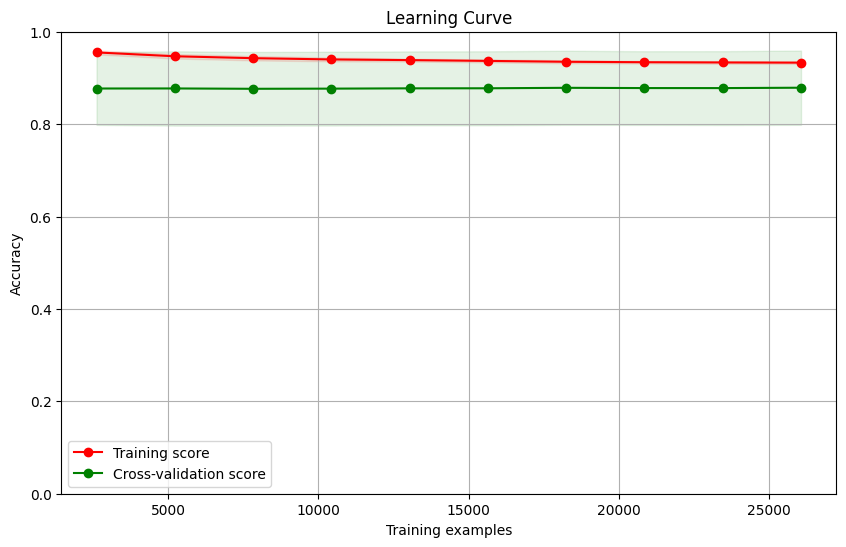 Learning Curve
1.0
0.8
0.6
0.4
0.2
0.0
Accuracy
Training score
Cross-validation score
5000 10000 15000 20000 25000
Training examples